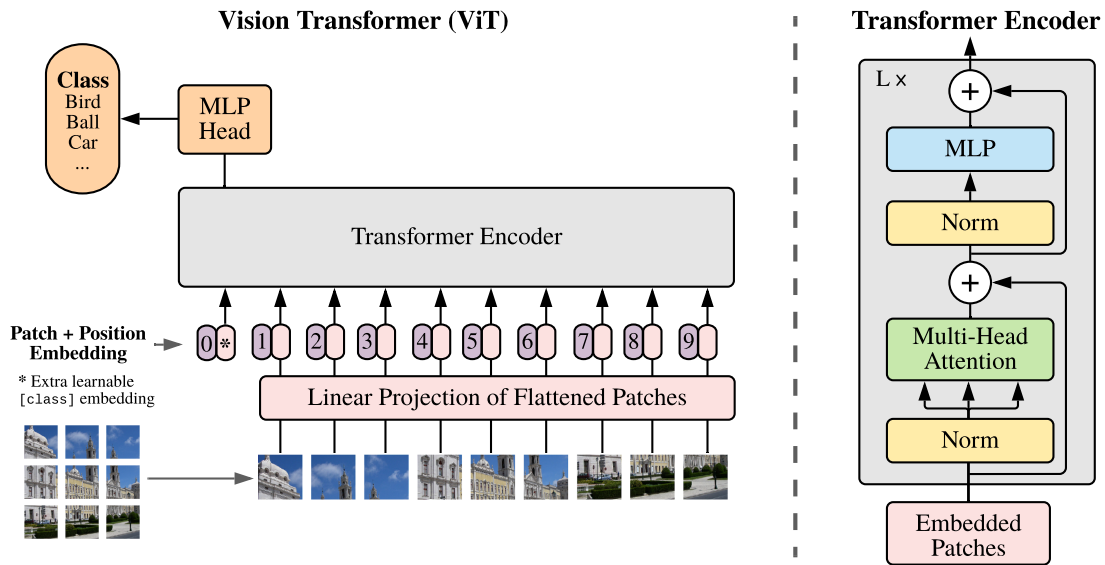 Vision Transformer (ViT)
Class
Bird
Ball
Car
...
MLP
Head
Transformer Encoder
Patch + Position
Embedding
0 * 1 2 3 4 5 6 7 8 9
* Extra learnable
[class] embedding
Linear Projection of Flattened Patches
Transformer Encoder
L ×
+
MLP
Norm
+
Multi-Head
Attention
Norm
Embedded
Patches